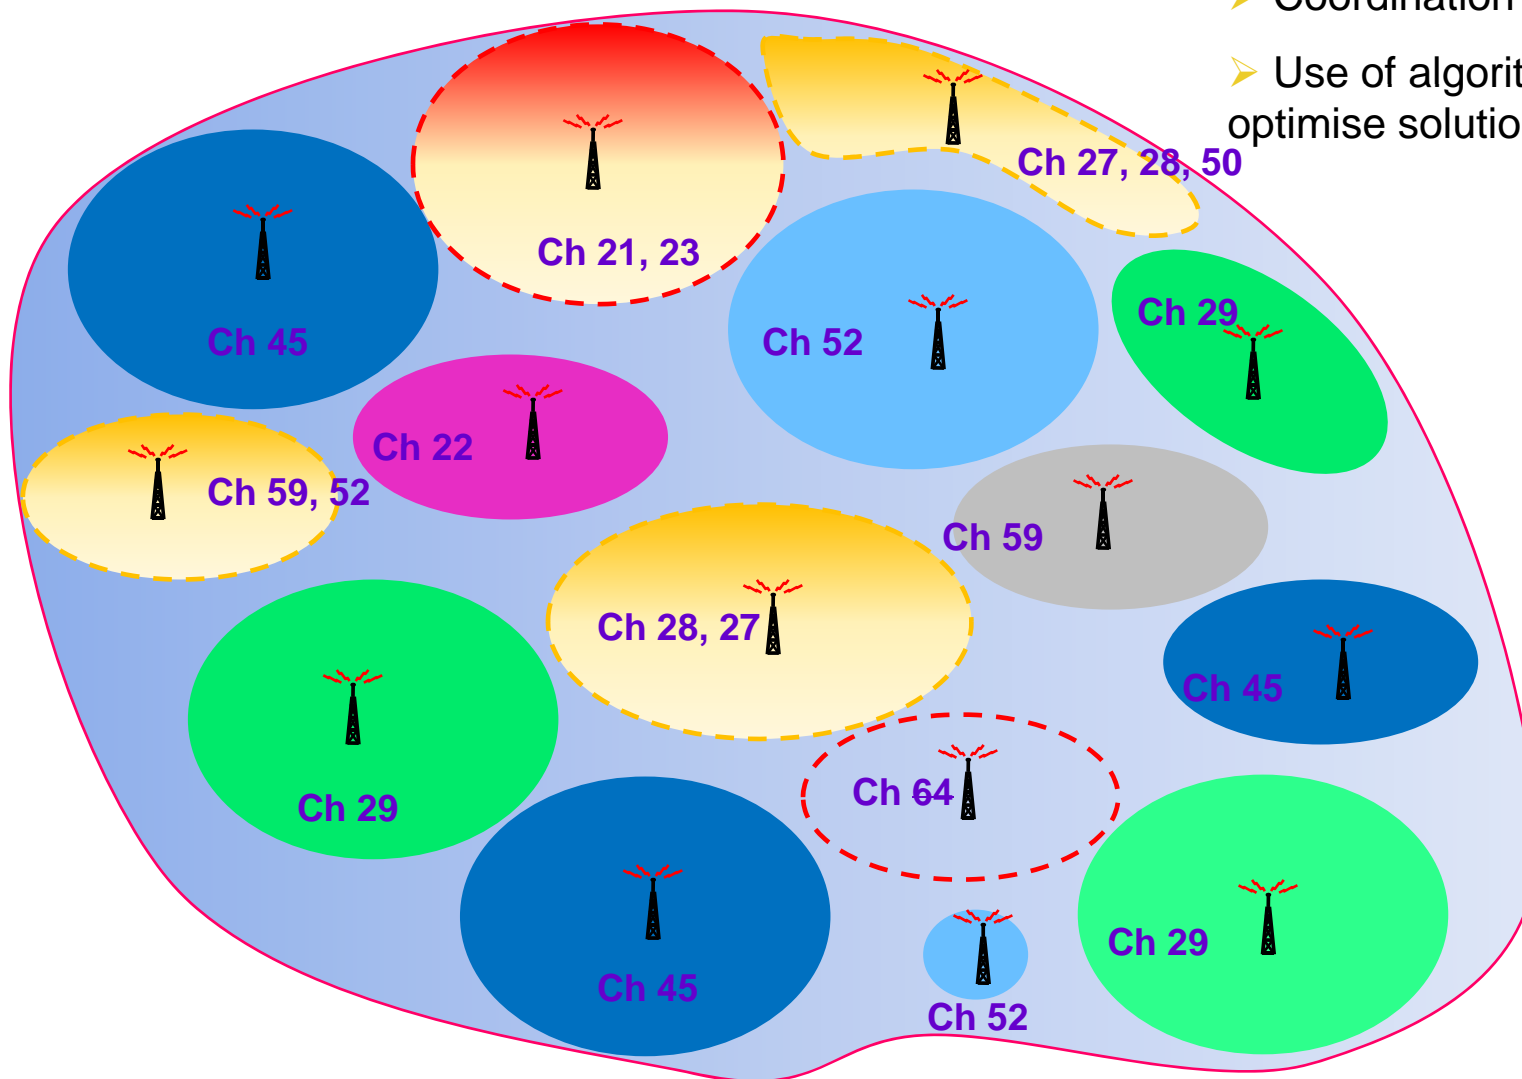 Coordination
Use of algorit
optimise solutio
Ch 27, 28, 50
Ch 21, 23
Ch 29
Ch 45
Ch 52
Ch 22
Ch 59, 52
Ch 59
Ch 28, 27
Ch 45
Ch 64
Ch 29
Ch 29
Ch 45
Ch 52